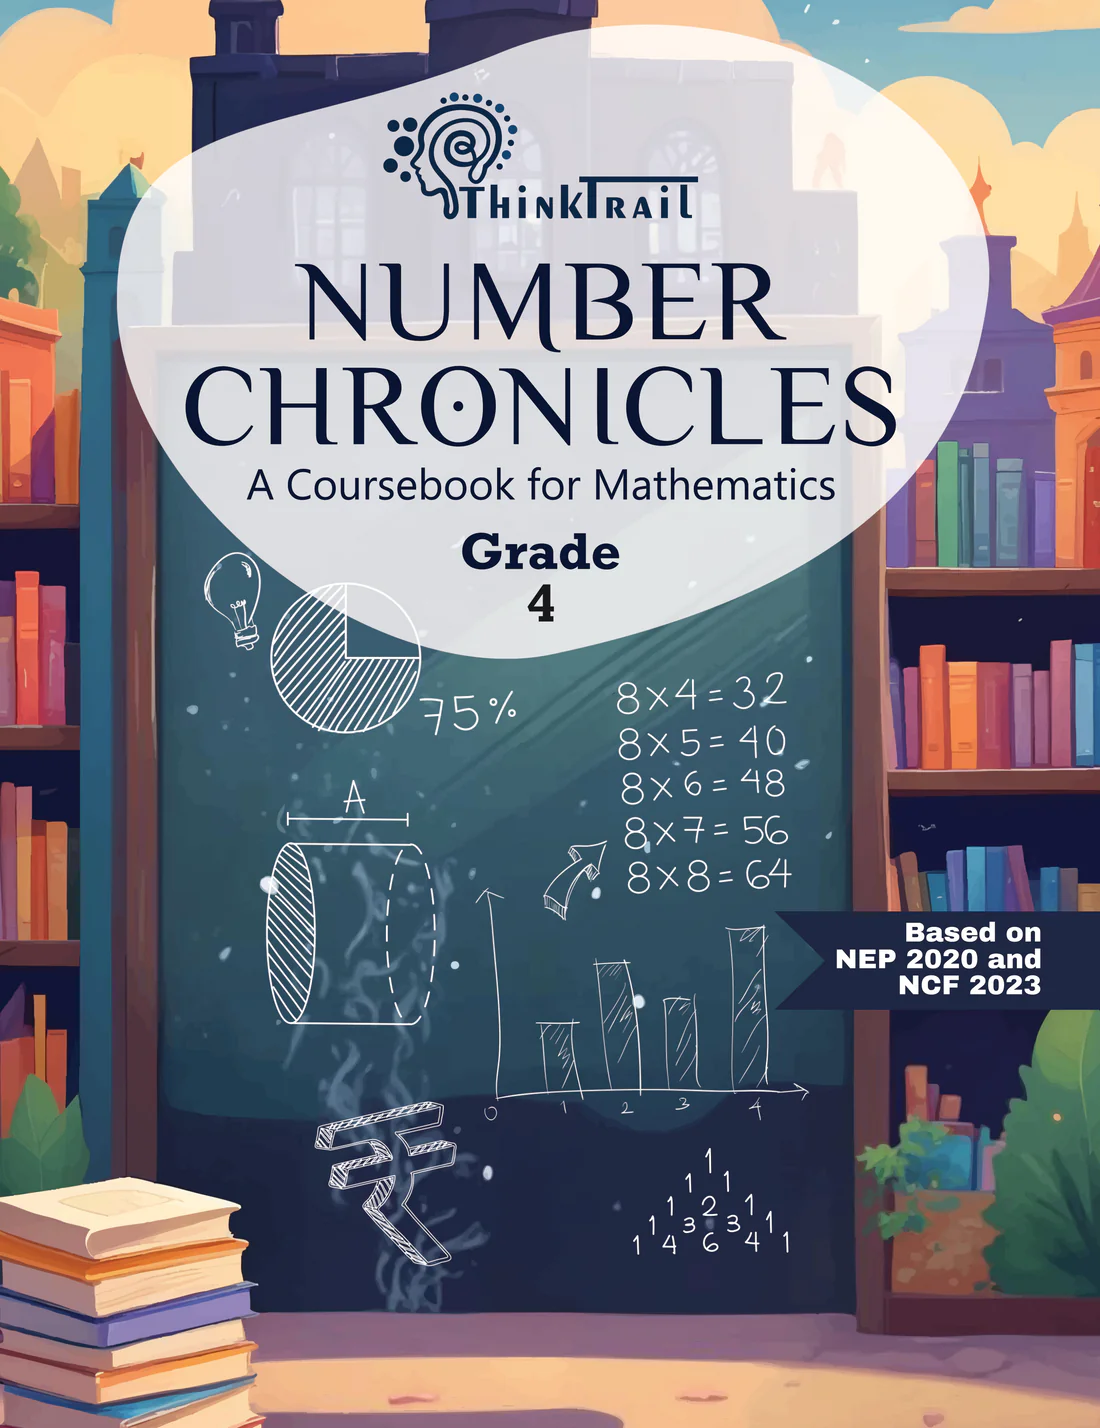 ThinkTrail
NUMBER
CHRONICLES
A Coursebook for Mathematics
Grade
4
75%
8×4=32
8×5=40
8×6=48
8×7=56
8×8=64
A
Based on
NEP 2020 and
NCF 2023
0 1 2 3 4
₹
1
1 1
1 2 1
1 3 3 1
1 4 6 4 1